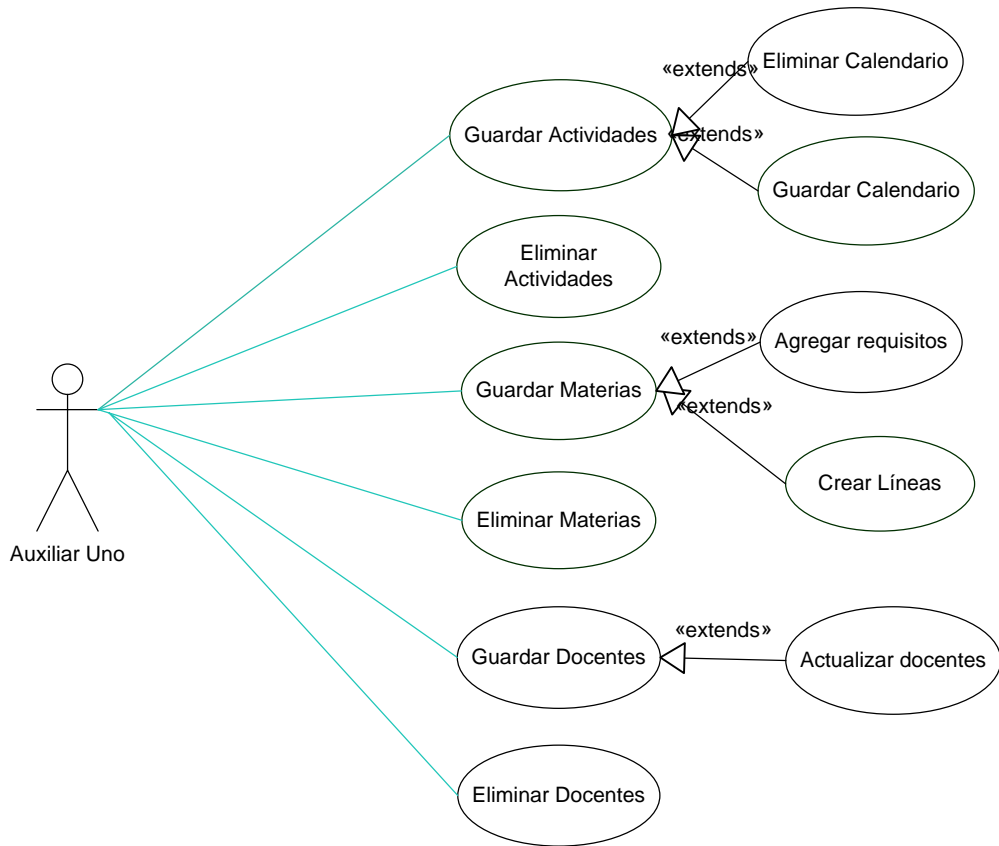 Eliminar Calendario
«extends»
Guardar Actividades
«extends»
Guardar Calendario
Eliminar
Actividades
«extends»
Agregar requisitos
Guardar Materias
«extends»
Crear Líneas
Eliminar Materias
Auxiliar Uno
«extends»
Guardar Docentes
Actualizar docentes
Eliminar Docentes